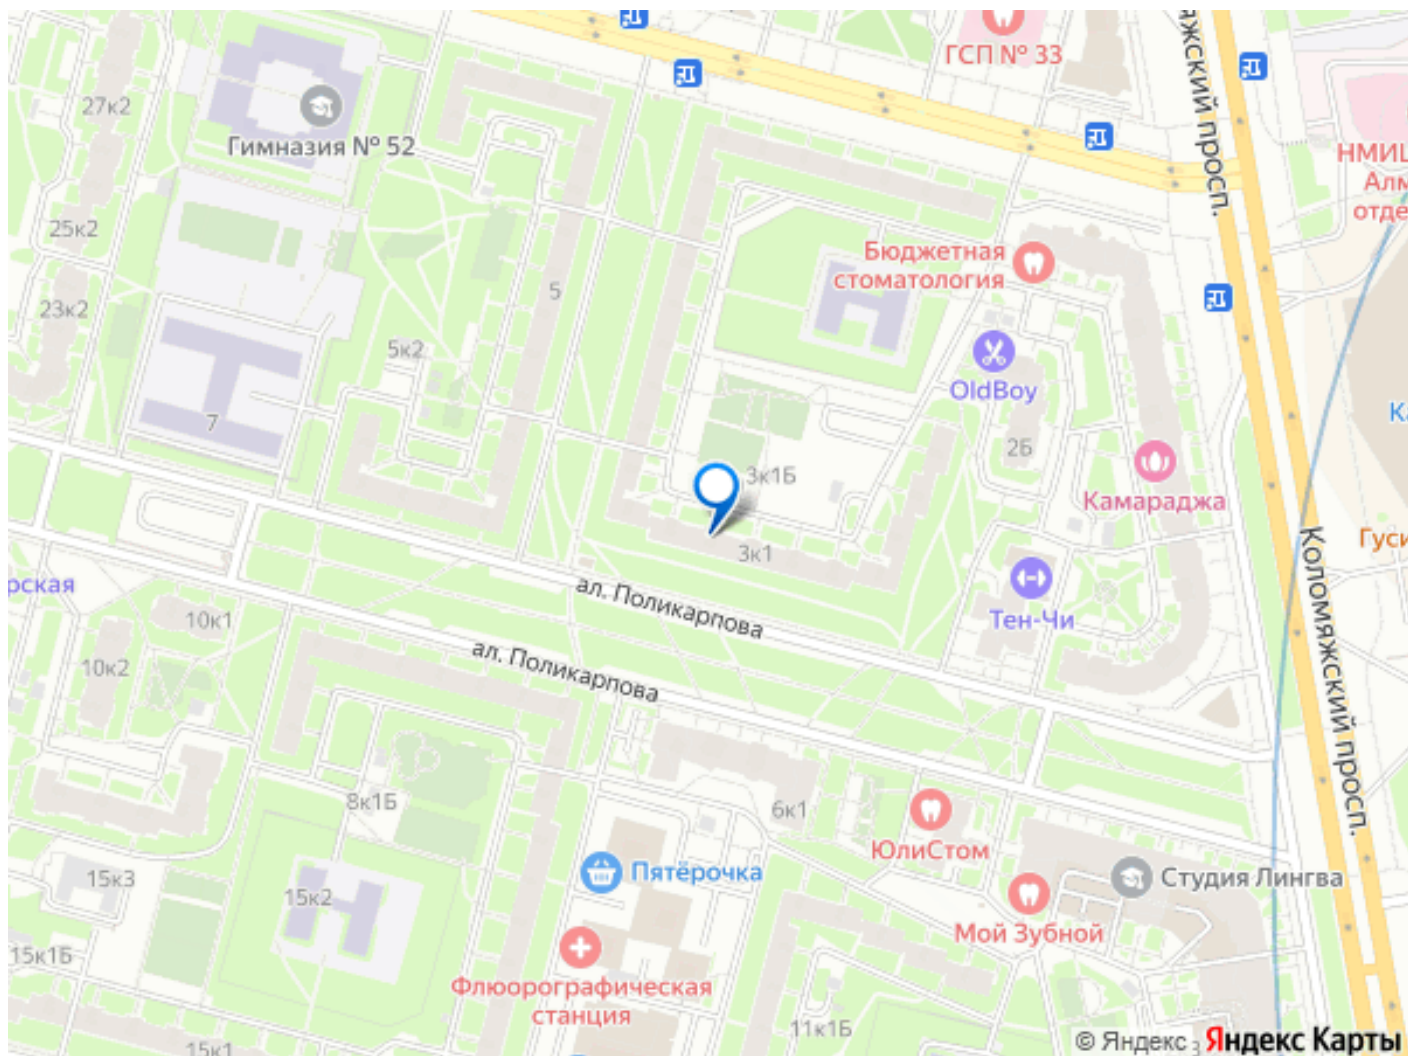 ГСП № 33
27к2
Гимназия № 52
НМИЦ
Коломяжский просп.
25к2
Бюджетная
стоматология
5
23к2
5к2
OldBoy
7
2Б
3к1Б
Камараджа
3к1
Тен-Чи
ал. Поликарпова
10к1
ал. Поликарпова
10к2
8к1Б
6к1
ЮлиСтом
15к3
Пятёрочка
Студия Лингва
15к2
Мой Зубной
15к1Б
Флюорографическая
станция
11к1Б
15к1
© Яндекс Яндекс Карты